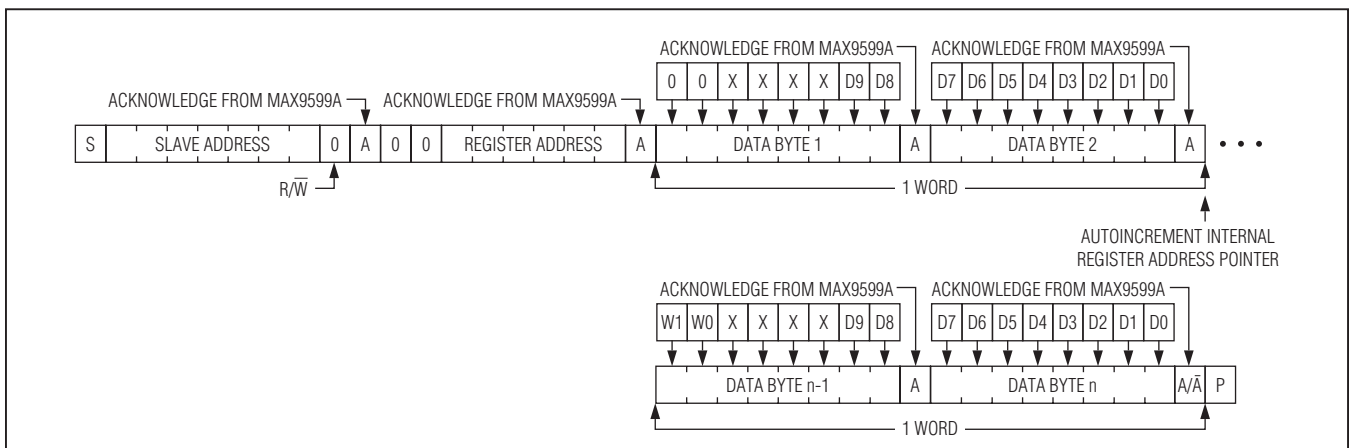 ACKNOWLEDGE FROM MAX9599A ACKNOWLEDGE FROM MAX9599A
0 0 X X X X D9 D8 D7 D6 D5 D4 D3 D2 D1 D0
ACKNOWLEDGE FROM MAX9599A ACKNOWLEDGE FROM MAX9599A
S SLAVE ADDRESS 0 A 0 0 REGISTER ADDRESS A DATA BYTE 1 A DATA BYTE 2 A • • •
R/W̅ 1 WORD
AUTOINCREMENT INTERNAL
REGISTER ADDRESS POINTER
ACKNOWLEDGE FROM MAX9599A ACKNOWLEDGE FROM MAX9599A
W1 W0 X X X X D9 D8 D7 D6 D5 D4 D3 D2 D1 D0
DATA BYTE n-1 A DATA BYTE n A/A̅ P
1 WORD